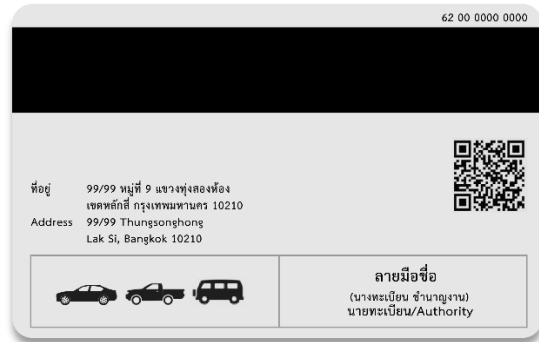 62 00 0000 0000
ที่อยู่ 99/99 หมู่ที่ 9 แขวงทุ่งสองห้อง
เขตหลักสี่ กรุงเทพมหานคร 10210
Address 99/99 Thungsonghong
Lak Si, Bangkok 10210
ลายมือชื่อ
(นางทะเบียน ชำนาญงาน)
นายทะเบียน/Authority